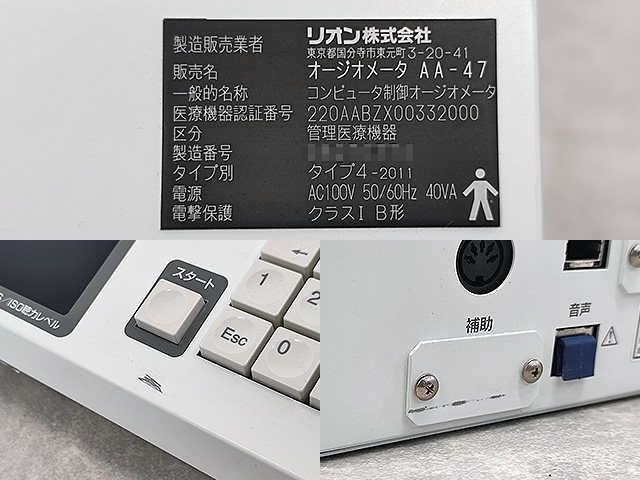 製造販売業者 リオン株式会社
東京都国分寺市東元町3-20-41
販売名 オージオメータ AA-47
一般的名称 コンピュータ制御オージオメータ
医療機器認証番号 220AABZX00332000
区分 管理医療機器
製造番号
タイプ別 タイプ4-2011
電源 AC100V 50/60Hz 40VA
電撃保護 クラスI B形
スタート
/ISO聴力レベル
1
2
Esc
0
補助
音声